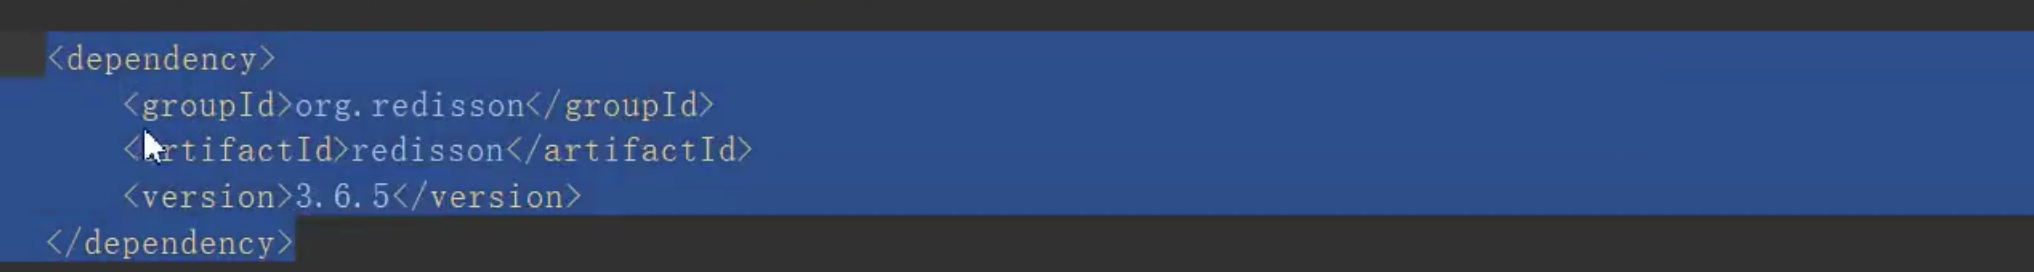 <dependency>
<groupId>org.redisson</groupId>
<artifactId>redisson</artifactId>
<version>3.6.5</version>
</dependency>